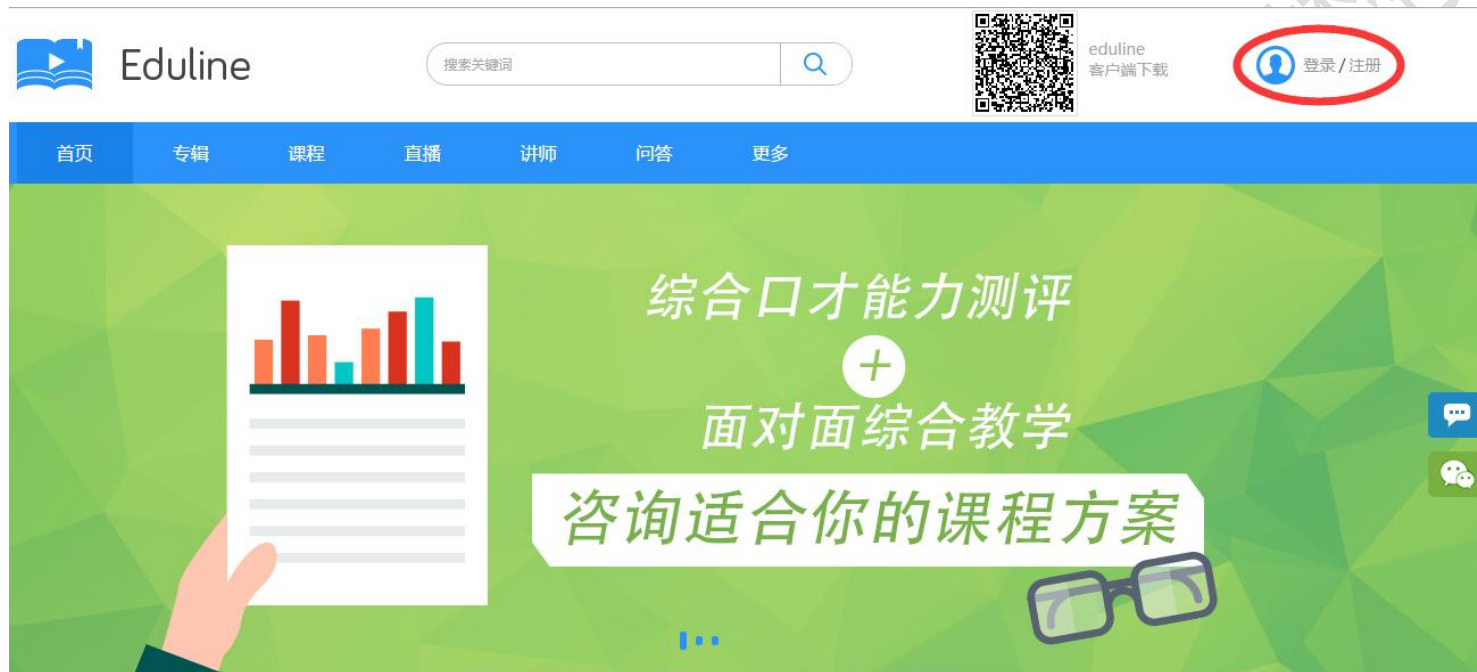 Eduline
搜索关键词
eduline
客户端下载
登录/注册
首页 专辑 课程 直播 讲师 问答 更多
综合口才能力测评
+
面对面综合教学
咨询适合你的课程方案